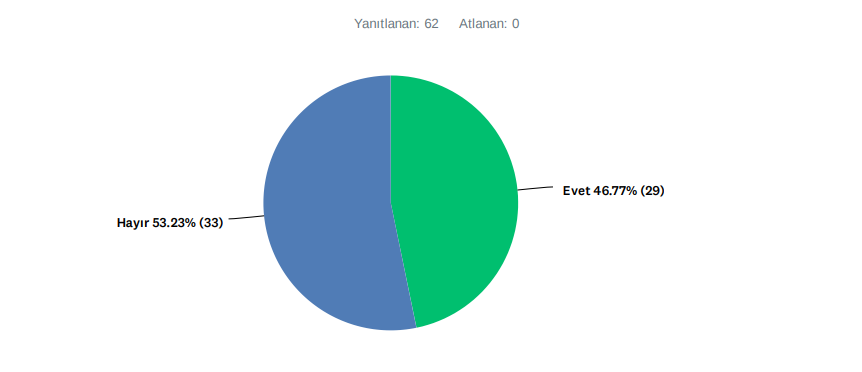 Yanıtlanan: 62 Atlanan: 0
Evet 46.77% (29)
Hayır 53.23% (33)